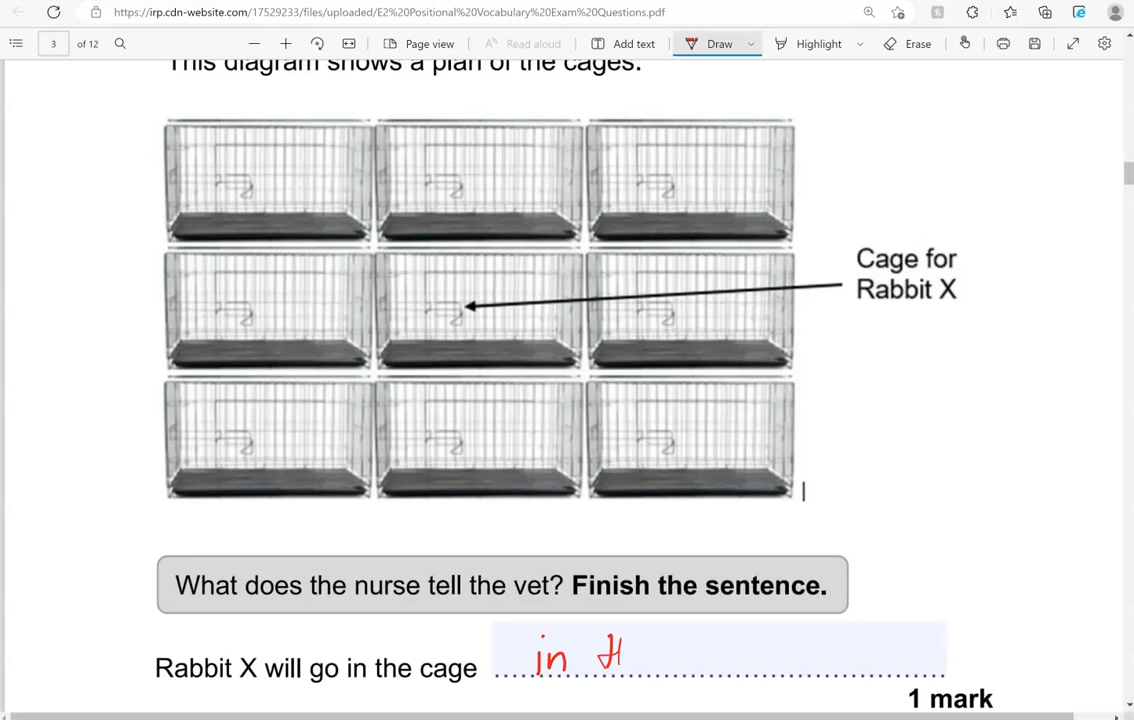 https://irp.cdn-website.com/17529233/files/uploaded/E2%20Positional%20Vocabulary%20Exam%20Questions.pdf
3 of 12 Page view Read aloud Add text Draw Highlight Erase
This diagram shows a plan of the cages.
Cage for
Rabbit X
What does the nurse tell the vet? Finish the sentence.
Rabbit X will go in the cage in
1 mark